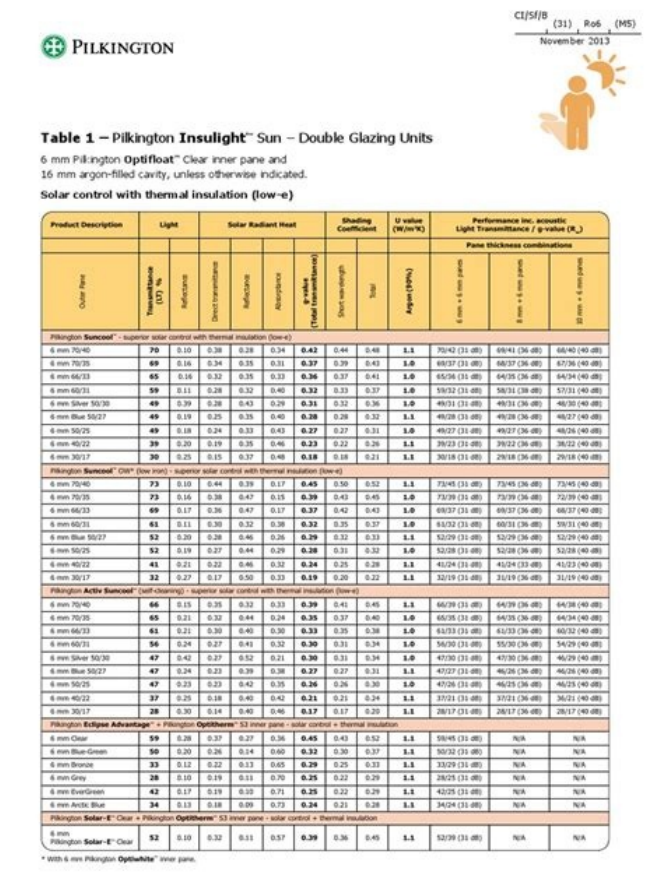 CI/Sf/B
(31) Ro6 (M5)
November 2013
PILKINGTON
Table 1 – Pilkington Insulight™ Sun – Double Glazing Units
6 mm Pilkington Optifloat™ Clear inner pane and
16 mm argon-filled cavity, unless otherwise indicated.
Solar control with thermal insulation (low-e)
Product Description Light Solar Radiant Heat Shading Coefficient U value (W/m²K) Performance inc. acoustic Light Transmittance / g-value (Rw)
Pane thickness combinations
Outer Pane Transmittance (LT) % Reflectance Direct transmittance Reflectance Absorptance g-value (Total transmittance) Short wavelength Total Argon (90%) 6 mm + 6 mm panes 8 mm + 6 mm panes 10 mm + 6 mm panes
Pilkington Suncool™ - superior solar control with thermal insulation (low-e)
6 mm 70/40 70 0.10 0.38 0.28 0.34 0.42 0.44 0.48 1.1 70/42 (31 dB) 69/41 (36 dB) 68/40 (40 dB)
6 mm 70/35 69 0.16 0.34 0.35 0.31 0.37 0.39 0.43 1.0 69/37 (31 dB) 68/37 (36 dB) 67/36 (40 dB)
6 mm 66/33 65 0.16 0.32 0.35 0.33 0.36 0.37 0.41 1.0 65/36 (31 dB) 64/35 (36 dB) 64/34 (40 dB)
6 mm 60/31 59 0.11 0.28 0.32 0.40 0.32 0.33 0.37 1.0 59/32 (31 dB) 58/31 (38 dB) 57/31 (40 dB)
6 mm Silver 50/30 49 0.39 0.28 0.43 0.29 0.31 0.32 0.36 1.0 49/31 (31 dB) 49/31 (36 dB) 48/30 (40 dB)
6 mm Blue 50/27 49 0.19 0.25 0.35 0.40 0.28 0.28 0.32 1.1 49/28 (31 dB) 49/28 (36 dB) 48/27 (40 dB)
6 mm 50/25 49 0.18 0.24 0.33 0.43 0.27 0.27 0.31 1.0 49/27 (31 dB) 49/27 (36 dB) 48/26 (40 dB)
6 mm 40/22 39 0.20 0.19 0.35 0.46 0.23 0.22 0.26 1.1 39/23 (31 dB) 39/22 (36 dB) 38/22 (40 dB)
6 mm 30/17 30 0.25 0.15 0.37 0.48 0.18 0.18 0.21 1.1 30/18 (31 dB) 29/18 (36 dB) 29/18 (40 dB)
Pilkington Suncool™ OW* (low iron) - superior solar control with thermal insulation (low-e)
6 mm 70/40 73 0.10 0.44 0.39 0.17 0.45 0.50 0.52 1.1 73/45 (31 dB) 73/45 (36 dB) 73/45 (40 dB)
6 mm 70/35 73 0.16 0.38 0.47 0.15 0.39 0.43 0.45 1.0 73/39 (31 dB) 73/39 (36 dB) 72/39 (40 dB)
6 mm 66/33 69 0.17 0.36 0.47 0.17 0.37 0.42 0.43 1.0 69/37 (31 dB) 69/37 (36 dB) 68/37 (40 dB)
6 mm 60/31 61 0.11 0.30 0.32 0.38 0.32 0.35 0.37 1.0 61/32 (31 dB) 60/31 (36 dB) 59/31 (40 dB)
6 mm Blue 50/27 52 0.20 0.28 0.46 0.26 0.29 0.32 0.33 1.1 52/29 (31 dB) 52/29 (36 dB) 52/29 (40 dB)
6 mm 50/25 52 0.19 0.27 0.44 0.29 0.28 0.31 0.32 1.0 52/28 (31 dB) 52/28 (36 dB) 52/28 (40 dB)
6 mm 40/22 41 0.21 0.22 0.46 0.32 0.24 0.25 0.28 1.1 41/24 (31 dB) 41/24 (33 dB) 41/23 (40 dB)
6 mm 30/17 32 0.27 0.17 0.50 0.33 0.19 0.20 0.22 1.1 32/19 (31 dB) 31/19 (36 dB) 31/19 (40 dB)
Pilkington Activ Suncool™ (self-cleaning) - superior solar control with thermal insulation (low-e)
6 mm 70/40 66 0.15 0.35 0.32 0.33 0.39 0.41 0.45 1.1 66/39 (31 dB) 64/39 (36 dB) 64/38 (40 dB)
6 mm 70/35 65 0.21 0.32 0.44 0.24 0.35 0.37 0.40 1.0 65/35 (31 dB) 64/35 (36 dB) 64/34 (40 dB)
6 mm 66/33 61 0.21 0.30 0.40 0.30 0.33 0.35 0.38 1.0 61/33 (31 dB) 61/33 (36 dB) 60/32 (40 dB)
6 mm 60/31 56 0.24 0.27 0.41 0.32 0.30 0.31 0.34 1.0 56/30 (31 dB) 55/30 (36 dB) 54/29 (40 dB)
6 mm Silver 50/30 47 0.42 0.27 0.52 0.21 0.30 0.31 0.34 1.0 47/30 (31 dB) 47/30 (36 dB) 46/29 (40 dB)
6 mm Blue 50/27 47 0.24 0.23 0.39 0.38 0.27 0.27 0.31 1.1 47/27 (31 dB) 46/26 (36 dB) 46/26 (40 dB)
6 mm 50/25 47 0.23 0.23 0.42 0.35 0.26 0.26 0.30 1.0 47/26 (31 dB) 46/25 (36 dB) 46/25 (40 dB)
6 mm 40/22 37 0.25 0.18 0.40 0.42 0.21 0.21 0.24 1.1 37/21 (31 dB) 37/21 (36 dB) 36/21 (40 dB)
6 mm 30/17 28 0.30 0.14 0.40 0.46 0.17 0.17 0.20 1.1 28/17 (31 dB) 28/17 (36 dB) 28/17 (40 dB)
Pilkington Eclipse Advantage™ + Pilkington Optitherm™ S3 inner pane - solar control + thermal insulation
6 mm Clear 59 0.28 0.37 0.27 0.36 0.45 0.43 0.52 1.1 59/45 (31 dB) N/A N/A
6 mm Blue-Green 50 0.20 0.26 0.14 0.60 0.32 0.30 0.37 1.1 50/32 (31 dB) N/A N/A
6 mm Bronze 33 0.12 0.22 0.13 0.65 0.29 0.25 0.33 1.1 33/29 (31 dB) N/A N/A
6 mm Grey 28 0.10 0.19 0.11 0.70 0.25 0.22 0.29 1.1 28/25 (31 dB) N/A N/A
6 mm EverGreen 42 0.17 0.19 0.10 0.71 0.25 0.22 0.29 1.1 42/25 (31 dB) N/A N/A
6 mm Arctic Blue 34 0.13 0.18 0.09 0.73 0.24 0.21 0.28 1.1 34/24 (31 dB) N/A N/A
Pilkington Solar-E™ Clear + Pilkington Optitherm™ S3 inner pane - solar control + thermal insulation
6 mm
Pilkington Solar-E™ Clear 52 0.10 0.32 0.11 0.57 0.39 0.36 0.45 1.1 52/39 (31 dB) N/A N/A
* With 6 mm Pilkington Optiwhite™ inner pane.